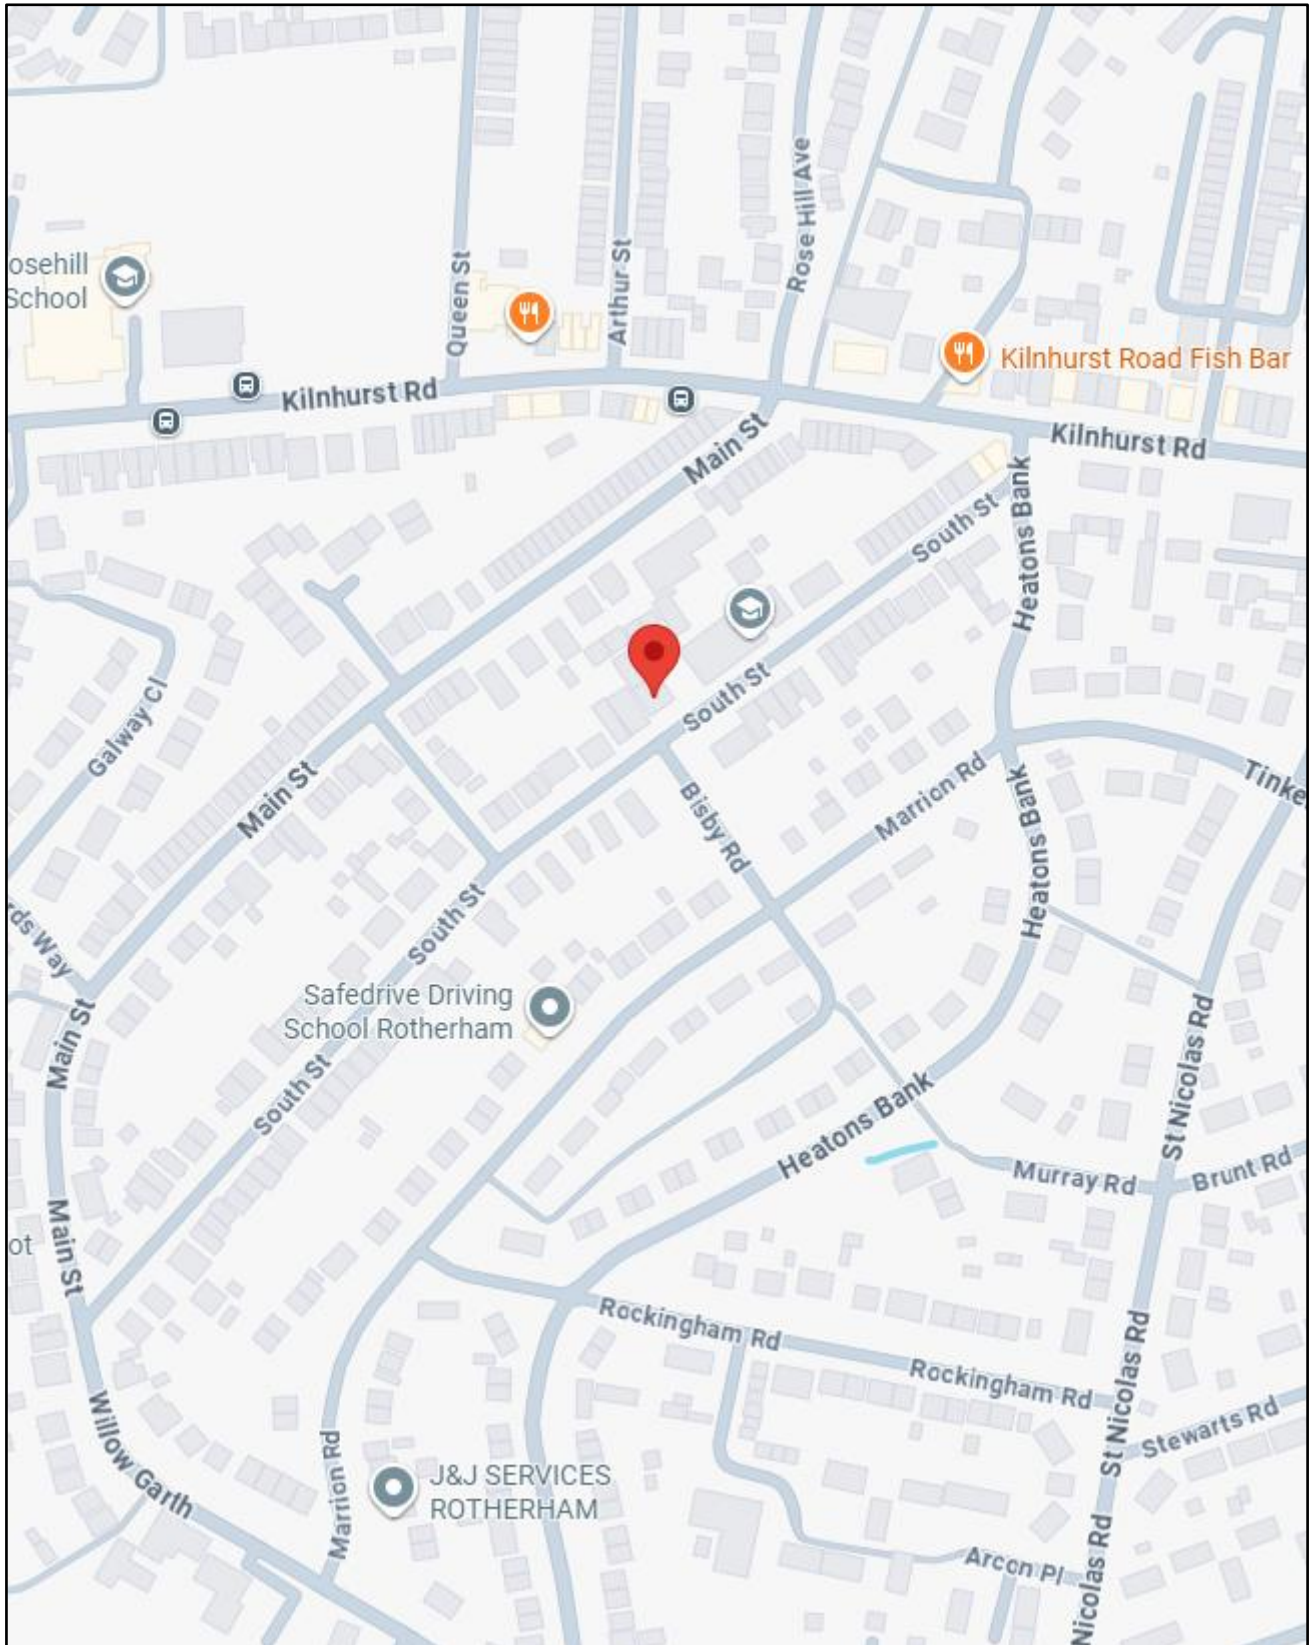 Rose Hill Ave
osehill
School
Queen St
Arthur St
Kilnhurst Road Fish Bar
Kilnhurst Rd
Kilnhurst Rd
Main St
South St
Heatons Bank
Galway Cl
South St
Main St
Bisby Rd
Marrion Rd
Heatons Bank
Tinke
rds Way
South St
Safedrive Driving
School Rotherham
Main St
South St
St Nicolas Rd
Heatons Bank
Murray Rd
Brunt Rd
Main St
ot
Rockingham Rd
Rockingham Rd
St Nicolas Rd
Stewarts Rd
Willow Garth
Marrion Rd
J&J SERVICES
ROTHERHAM
Arcon Pl
Nicolas Rd